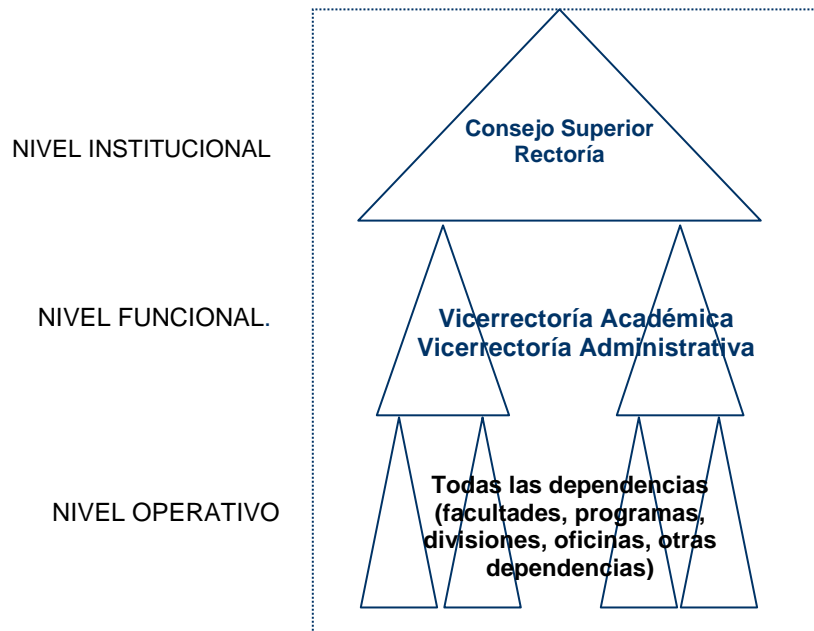 Consejo Superior
Rectoría
NIVEL INSTITUCIONAL
NIVEL FUNCIONAL.
Vicerrectoría Académica
Vicerrectoría Administrativa
NIVEL OPERATIVO
Todas las dependencias
(facultades, programas,
divisiones, oficinas, otras
dependencias)